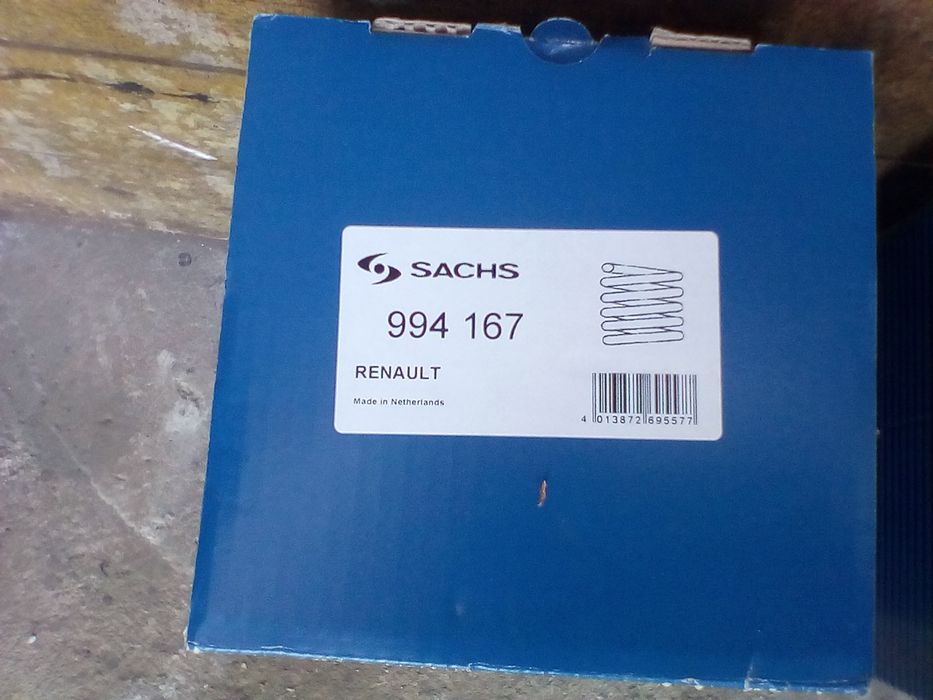 SACHS
994 167
RENAULT
Made in Netherlands
4 013872 695577